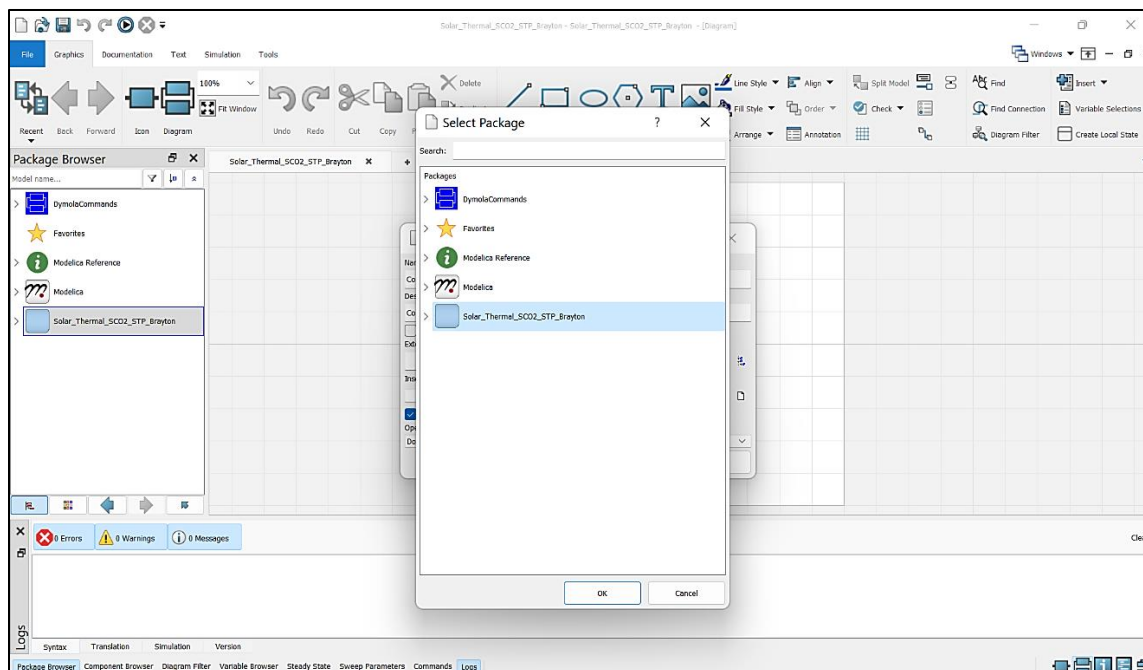 Solar_Thermal_SCO2_STP_Brayton - Solar_Thermal_SCO2_STP_Brayton - [Diagram]
File Graphics Documentation Text Simulation Tools
Windows
100%
Fit Window
Recent Back Forward Icon Diagram
Undo Redo Cut Copy
Delete
Line Style Align
Fill Style Order
Arrange Annotation
Split Model
Check
Find
Find Connection
Diagram Filter
Insert
Variable Selections
Create Local State
Package Browser
Model name...
DymolaCommands
Favorites
Modelica Reference
Modelica
Solar_Thermal_SCO2_STP_Brayton
Solar_Thermal_SCO2_STP_Brayton
Select Package ?
Search:
Packages
DymolaCommands
Favorites
Modelica Reference
Modelica
Solar_Thermal_SCO2_STP_Brayton
OK Cancel
0 Errors 0 Warnings 0 Messages
Logs
Syntax Translation Simulation Version
Package Browser Component Browser Diagram Filter Variable Browser Steady State Sweep Parameters Commands Logs